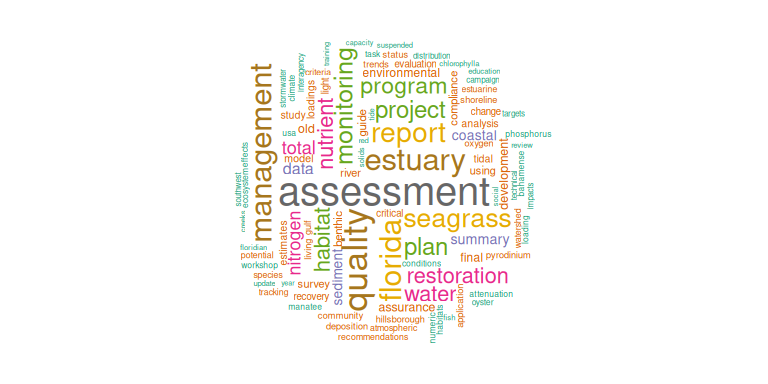 capacity
suspended
task
status
distribution
trends
evaluation
chlorophylla
training
interagency
criteria
environmental
education
management
monitoring
program
campaign
stormwater
climate
loadings
light
nutrient
compliance
estuarine
shoreline
project
tide
guide
change
targets
study
old
usa
report
analysis
coastal
phosphorus
total
oxygen
review
model
data
solids
estuary
tidal
development
river
using
technical
bahamense
southwest
ecosystem
effects
assessment
social
impacts
creeks
nitrogen
living
gulf
habitat
benthic
quality
critical
florida
seagrass
watershed
loading
floridian
potential
workshop
estimates
plan
summary
sediment
conditions
final
pyrodinium
species
update
year
survey
restoration
tracking
recovery
water
attenuation
oyster
manatee
assurance
application
community
hillsborough
fish
numeric
habitats
deposition
atmospheric
recommendations